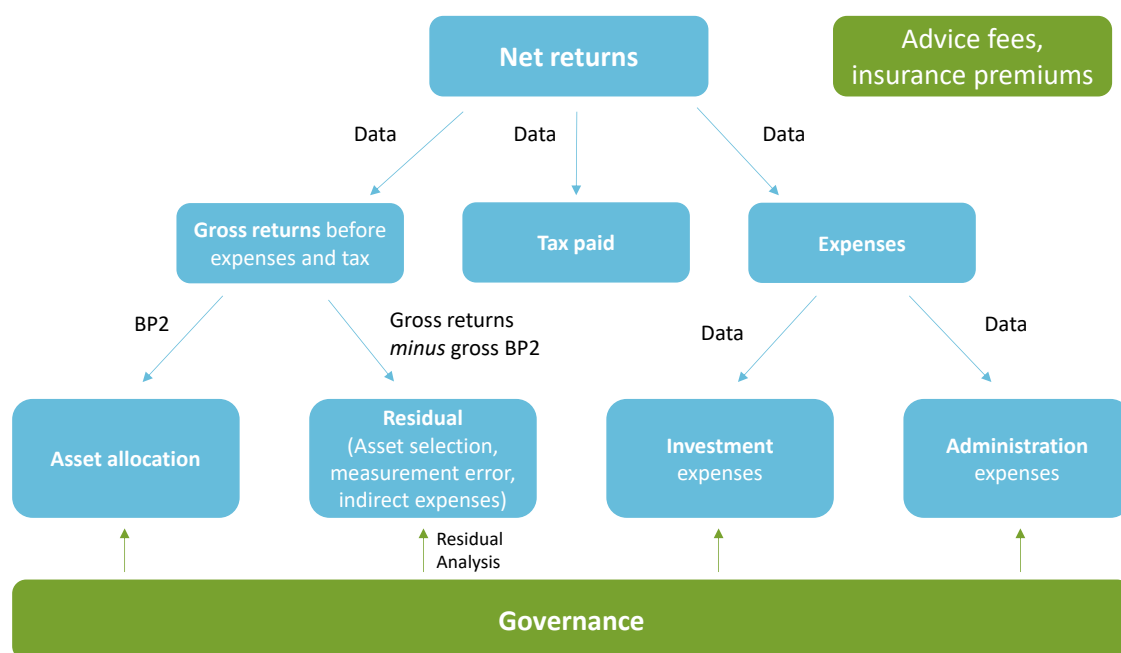 Net returns
Advice fees,
insurance premiums
Data
Data
Data
Gross returns before
expenses and tax
Tax paid
Expenses
BP2
Gross returns
minus gross BP2
Data
Data
Asset allocation
Residual
(Asset selection,
measurement error,
indirect expenses)
Investment
expenses
Administration
expenses
Residual
Analysis
Governance